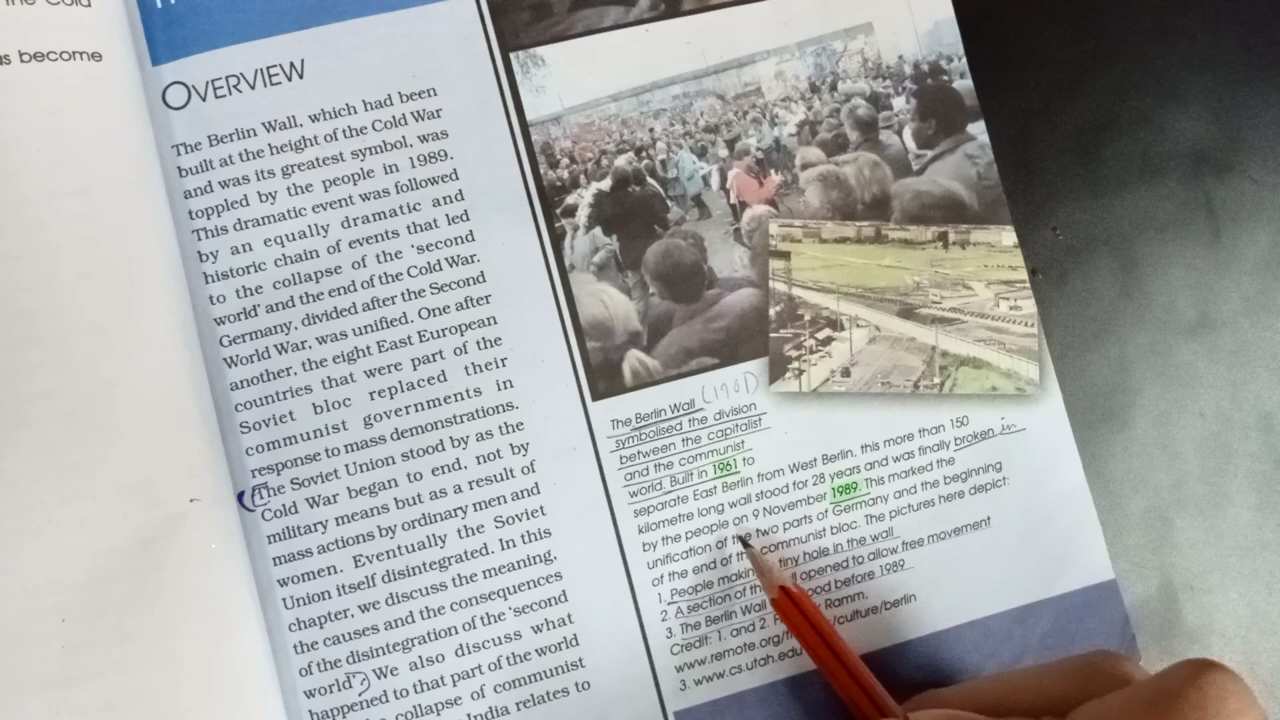 the Cold
as become
OVERVIEW
The Berlin Wall, which had been
built at the height of the Cold War
and was its greatest symbol, was
toppled by the people in 1989.
This dramatic event was followed
by an equally dramatic and
historic chain of events that led
to the collapse of the 'second
world' and the end of the Cold War.
Germany, divided after the Second
World War, was unified. One after
another, the eight East European
countries that were part of the
Soviet bloc replaced their
communist governments in
response to mass demonstrations.
The Soviet Union stood by as the
Cold War began to end, not by
military means but as a result of
mass actions by ordinary men and
women. Eventually the Soviet
Union itself disintegrated. In this
chapter, we discuss the meaning,
the causes and the consequences
of the disintegration of the 'second
world'. We also discuss what
happened to that part of the world
collapse of communist
India relates to
The Berlin Wall (1961)
symbolised the division
between the capitalist
and the communist
world. Built in 1961 to
separate East Berlin from West Berlin, this more than 150
kilometre long wall stood for 28 years and was finally broken in
by the people on 9 November 1989. This marked the
unification of the two parts of Germany and the beginning
of the end of the communist bloc. The pictures here depict:
1. People making tiny hole in the wall
2. A section of the opened to allow free movement
3. The Berlin Wall stood before 1989
Credit: 1. and 2. Ramm,
www.remote.org/ /culture/berlin
3. www.cs.utah.edu